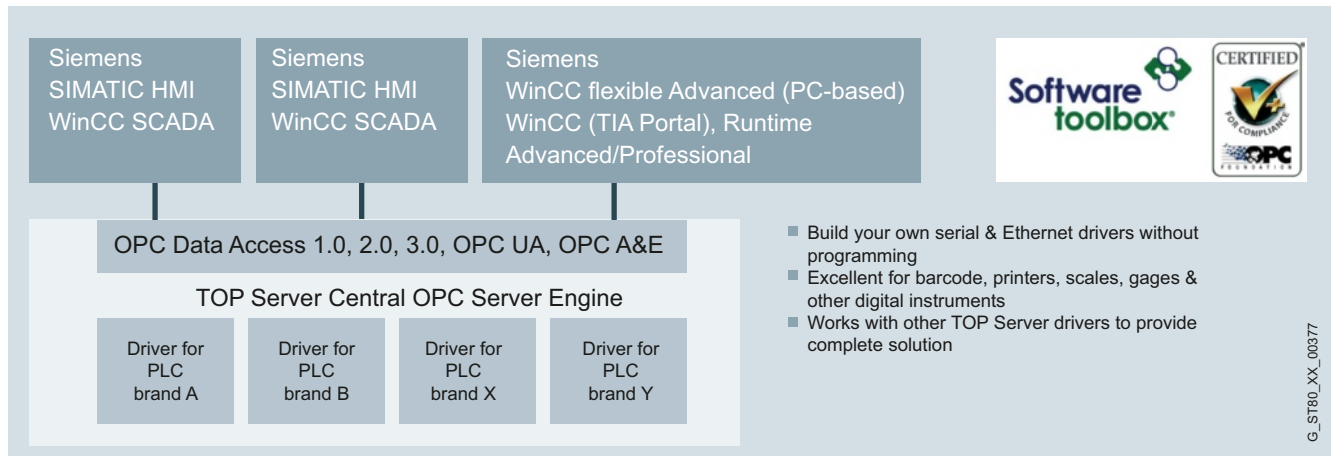 Siemens
SIMATIC HMI
WinCC SCADA
Siemens
SIMATIC HMI
WinCC SCADA
Siemens
WinCC flexible Advanced (PC-based)
WinCC (TIA Portal), Runtime
Advanced/Professional
Software
toolbox®
CERTIFIED
FOR COMPLIANCE
OPC
FOUNDATION
OPC Data Access 1.0, 2.0, 3.0, OPC UA, OPC A&E
TOP Server Central OPC Server Engine
Driver for
PLC
brand A
Driver for
PLC
brand B
Driver for
PLC
brand X
Driver for
PLC
brand Y
Build your own serial & Ethernet drivers without
programming
Excellent for barcode, printers, scales, gages &
other digital instruments
Works with other TOP Server drivers to provide
complete solution
G_ST80_XX_00377